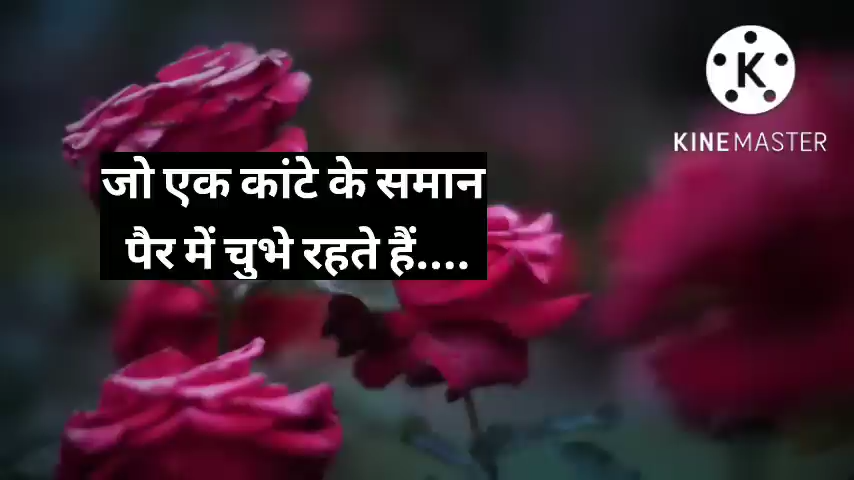 जो एक कांटे के समान
पैर में चुभे रहते हैं....
K
KINEMASTER